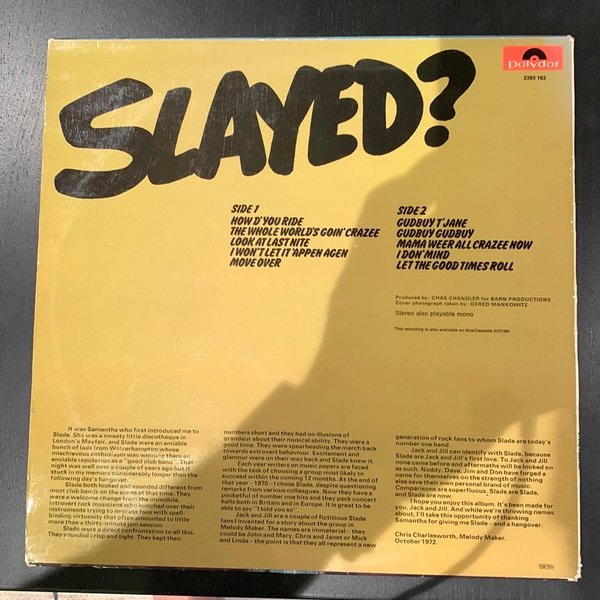 SLAYED?
polydor
2383 163
SIDE 1
HOW D'YOU RIDE
THE WHOLE WORLD'S GOIN' CRAZEE
LOOK AT LAST NITE
I WON'T LET IT 'APPEN AGEN
MOVE OVER
SIDE 2
GUDBUY T'JANE
GUDBUY GUDBUY
MAMA WEER ALL CRAZEE NOW
I DON' MIND
LET THE GOOD TIMES ROLL
Produced by: CHAS CHANDLER for BARN PRODUCTIONS
Cover photograph taken by: GERED MANKOWITZ
Stereo also playable mono
This recording is also available on MusiCassette
It was Samantha who first introduced me to
Slade. She was a sweaty little discotheque in
London's Mayfair, and Slade were an amiable
bunch of lads from Wolverhampton whose
mischievous enthusiasm was winning them an
enviable reputation as a "good club band". That
night was well over a couple of years ago but it
stuck in my memory considerably longer than the
following day's hangover.
Slade both looked and sounded different from
most club bands on the scene at that time. They
were a welcome change from the immobile,
introvert rock musicians who hunched over their
instruments trying to impress fans with spell-
binding virtuosity that often amounted to little
more than a thirty-minute jam session.
Slade were a direct confrontation to all this.
They sounded crisp and tight. They kept their
numbers short and they had no illusions of
grandeur about their musical ability. They were a
good time. They were spearheading the march back
towards extrovert behaviour. Excitement and
glamour were on their way back and Slade knew it.
Each year writers on music papers are faced
with the task of choosing a group most likely to
succeed within the coming 12 months. At the end of
that year - 1970 - I chose Slade, despite questioning
remarks from various colleagues. Now they have a
pocketful of number one hits and they pack concert
halls both in Britain and in Europe. It is great to be
able to say "I told you so".
Jack and Jill are a couple of fictitious Slade
fans I invented for a story about the group in
Melody Maker. The names are immaterial – they
could be John and Mary, Chris and Janet or Mick
and Linda – the point is that they all represent a new
generation of rock fans to whom Slade are today's
number one band.
Jack and Jill can identify with Slade, because
Slade are Jack and Jill's first love. To Jack and Jill
none came before and aftermaths will be looked on
as such. Noddy, Dave, Jim and Don have forged a
name for themselves on the strength of nothing
else save their own personal brand of music.
Comparisons are superfluous. Slade are Slade,
and Slade are now.
I hope you enjoy this album. It's been made for
you, Jack and Jill. And while we're throwing names
about, I'll take this opportunity of thanking
Samantha for giving me Slade – and a hangover.
Chris Charlesworth, Melody Maker.
October 1972.